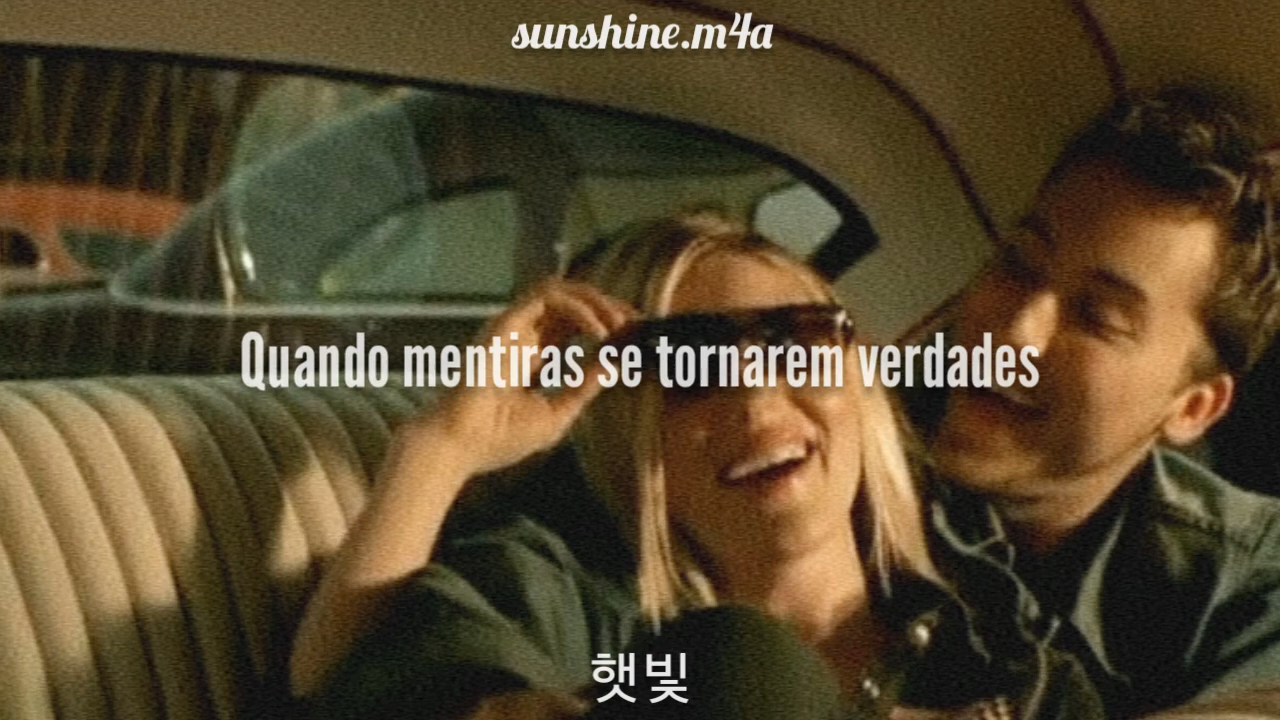 sunshine.m4a
Quando mentiras se tornarem verdades
햇빛